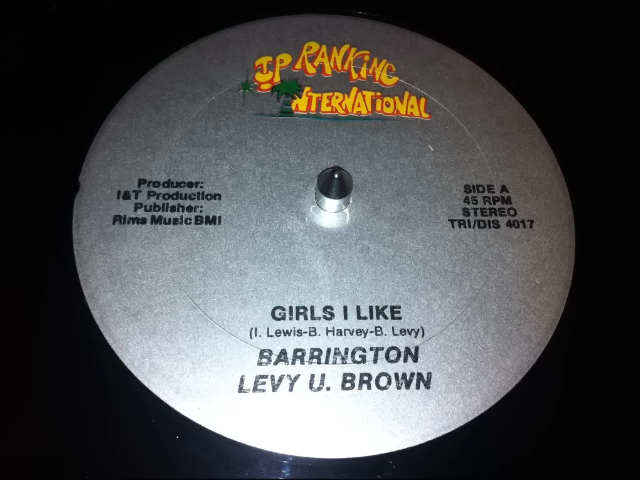 TIP RANKING
INTERNATIONAL
Producer:
I&T Production
Publisher:
Rims Music BMI
SIDE A
45 RPM
STEREO
TRI/DIS 4017
GIRLS I LIKE
(I. Lewis-B. Harvey-B. Levy)
BARRINGTON
LEVY U. BROWN